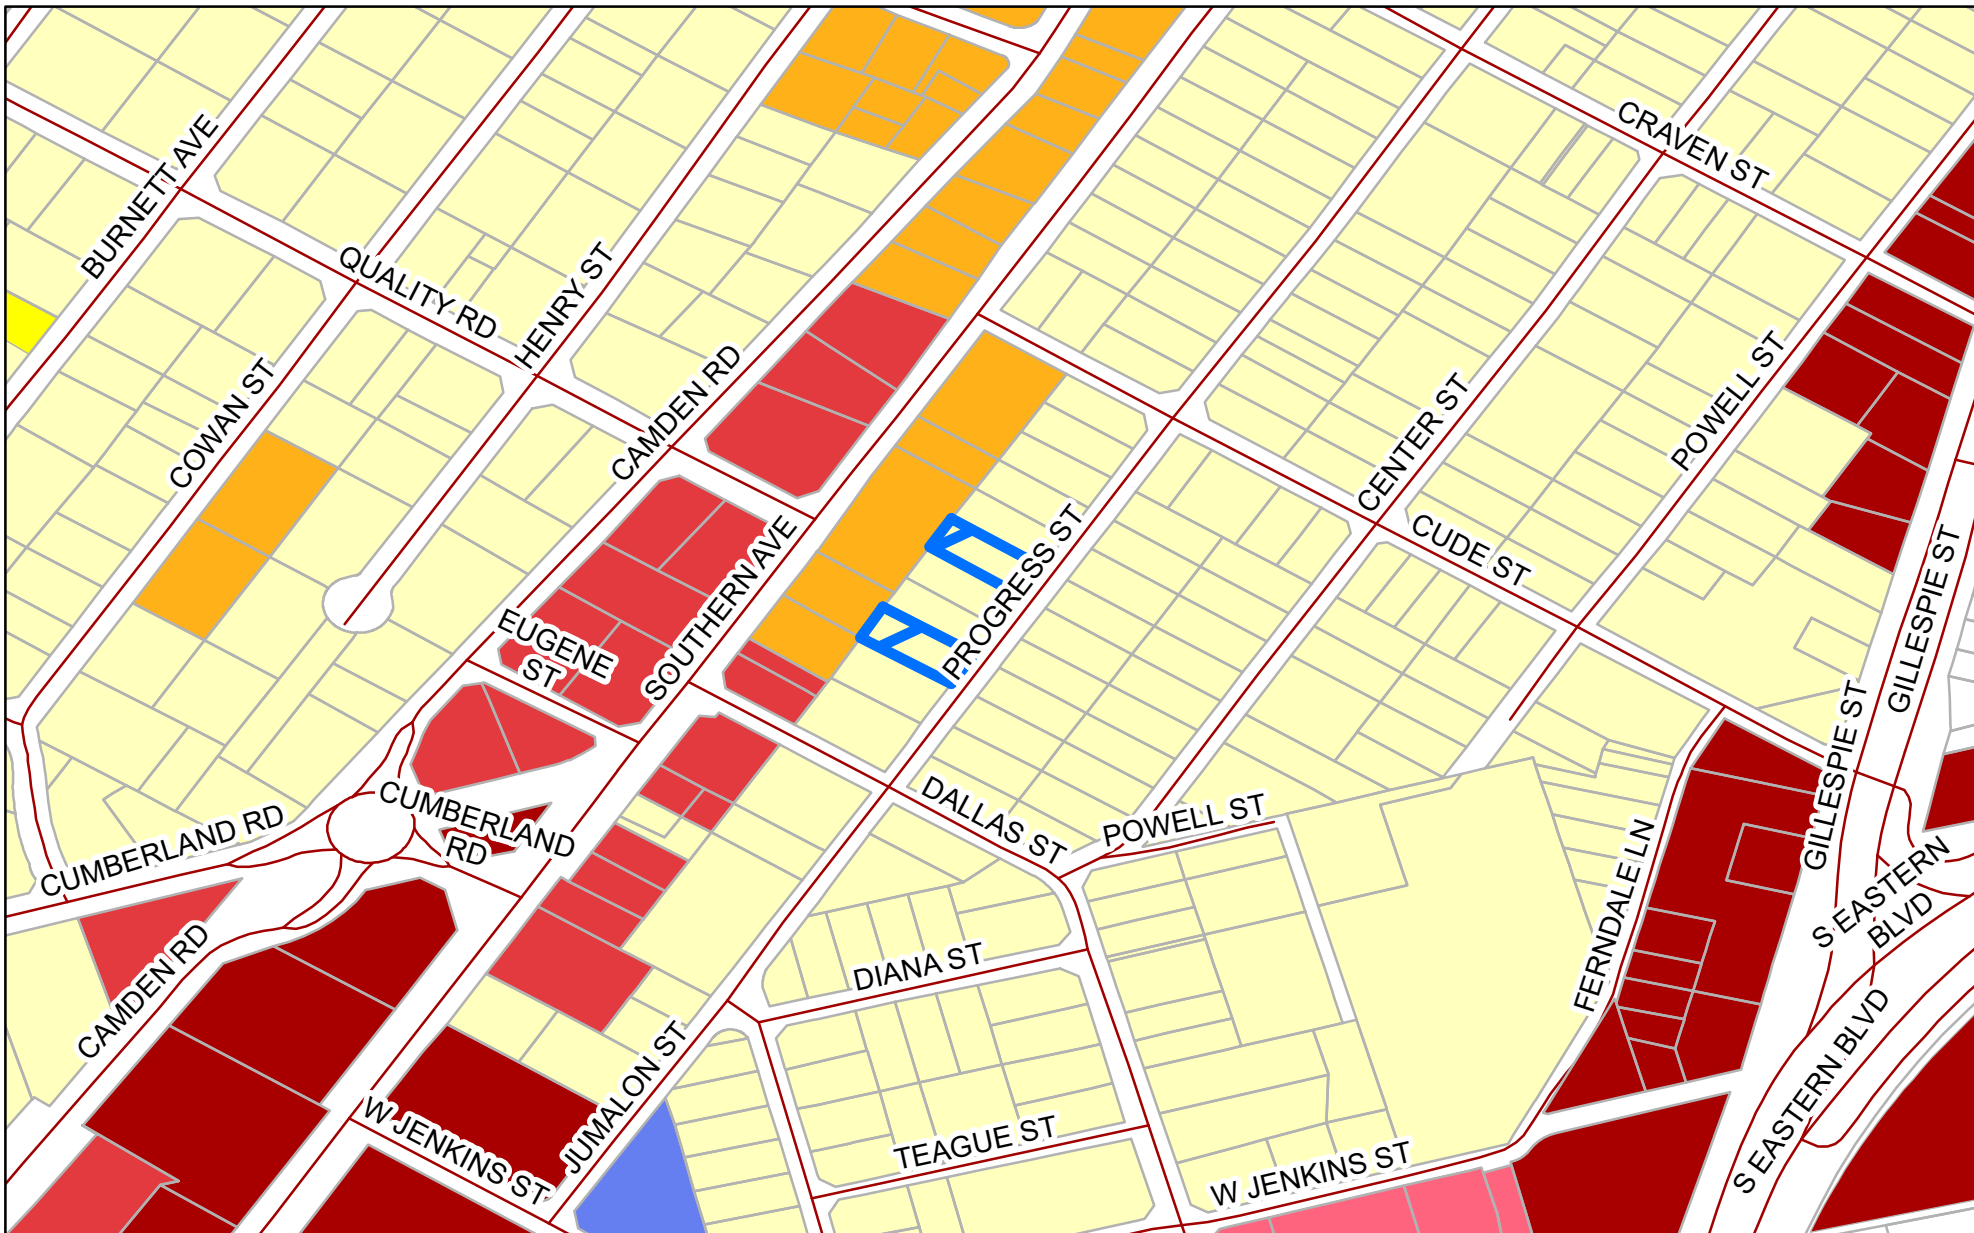 CRAVEN ST
BURNETT AVE
QUALITY RD
HENRY ST
COWAN ST
CAMDEN RD
CENTER ST
POWELL ST
SOUTHERN AVE
PROGRESS ST
CUDE ST
GILLESPIE ST
EUGENE
ST
GILLESPIE ST
CUMBERLAND RD
CUMBERLAND
RD
DALLAS ST
POWELL ST
FERNDALE LN
S EASTERN
BLVD
CAMDEN RD
DIANA ST
S EASTERN BLVD
JUMALON ST
W JENKINS ST
TEAGUE ST
W JENKINS ST